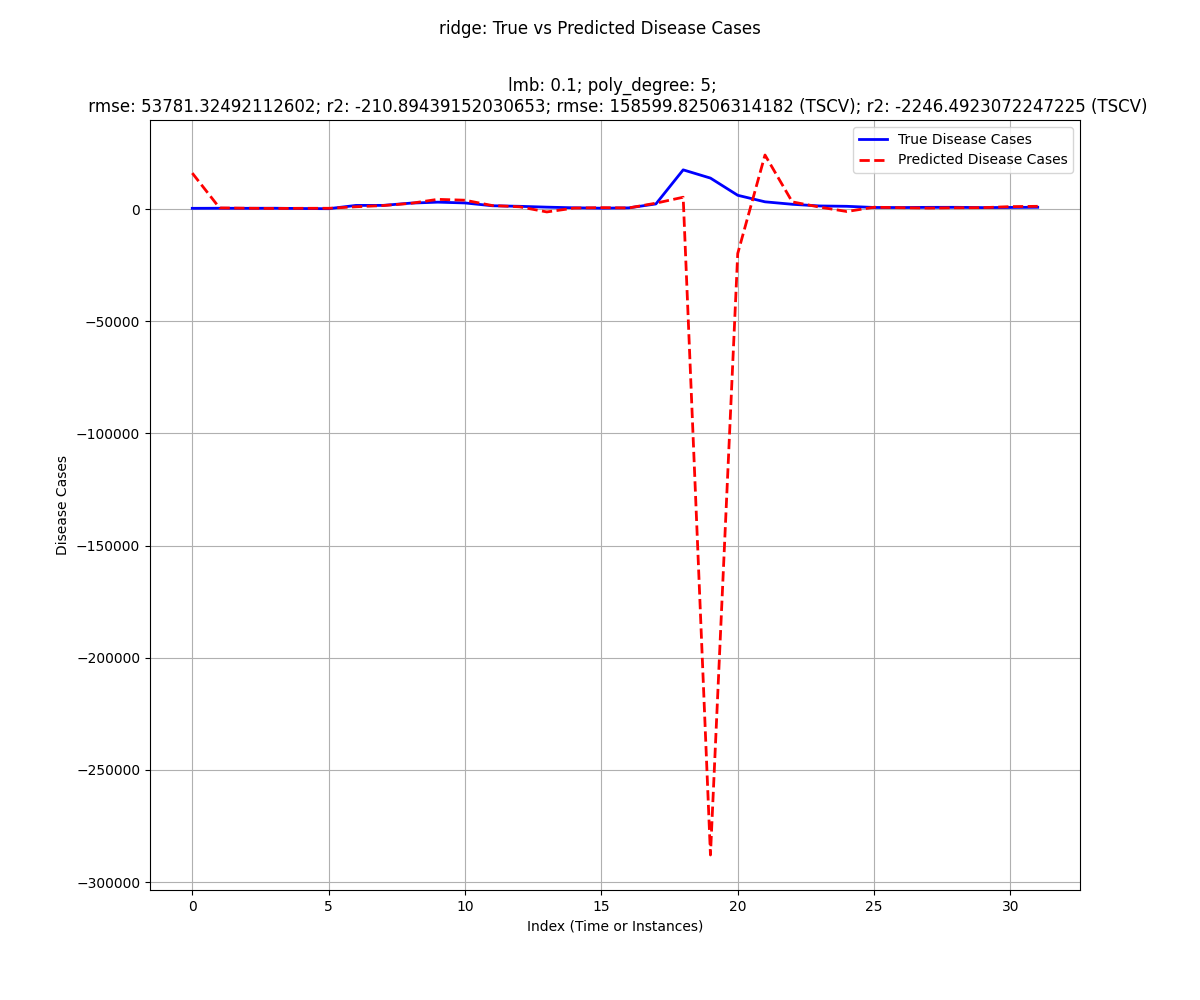 ridge: True vs Predicted Disease Cases
lmb: 0.1; poly_degree: 5;
rmse: 53781.32492112602; r2: -210.89439152030653; rmse: 158599.82506314182 (TSCV); r2: -2246.4923072247225 (TSCV)
True Disease Cases
Predicted Disease Cases
0
−50000
−100000
−150000
−200000
−250000
−300000
Disease Cases
0 5 10 15 20 25 30
Index (Time or Instances)